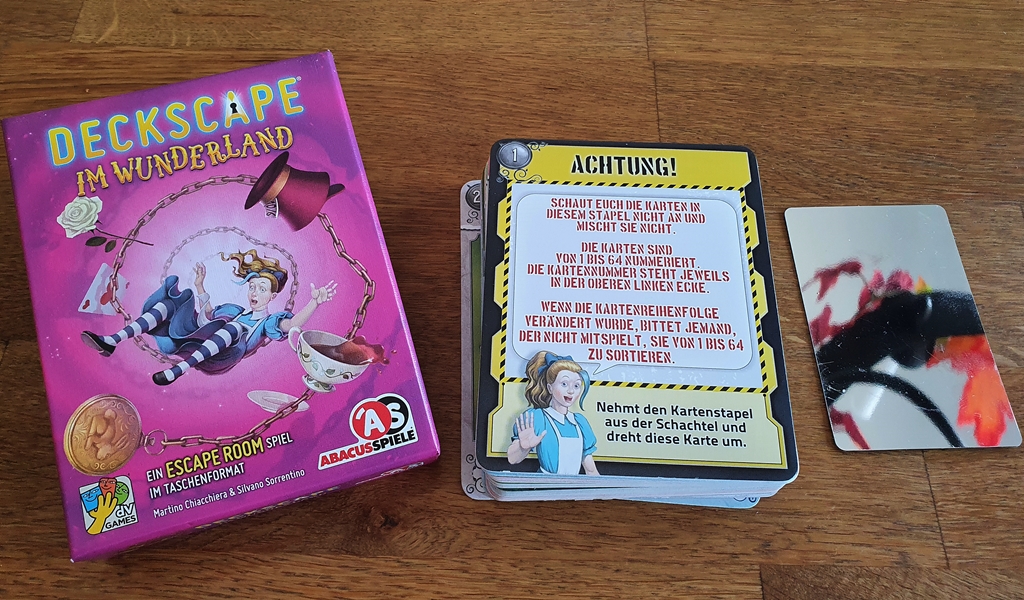 DECKSCAPE
IM WUNDERLAND
EIN ESCAPE ROOM SPIEL
IM TASCHENFORMAT
Martino Chiacchiera & Silvano Sorrentino
dV
GAMES
AS
ABACUSSPIELE
2
1
ACHTUNG!
SCHAUT EUCH DIE KARTEN IN
DIESEM STAPEL NICHT AN UND
MISCHT SIE NICHT.
DIE KARTEN SIND
VON 1 BIS 64 NUMMERIERT.
DIE KARTENNUMMER STEHT JEWEILS
IN DER OBEREN LINKEN ECKE.
WENN DIE KARTENREIHENFOLGE
VERÄNDERT WURDE, BITTET JEMAND,
DER NICHT MITSPIELT, SIE VON 1 BIS 64
ZU SORTIEREN.
Nehmt den Kartenstapel
aus der Schachtel und
dreht diese Karte um.